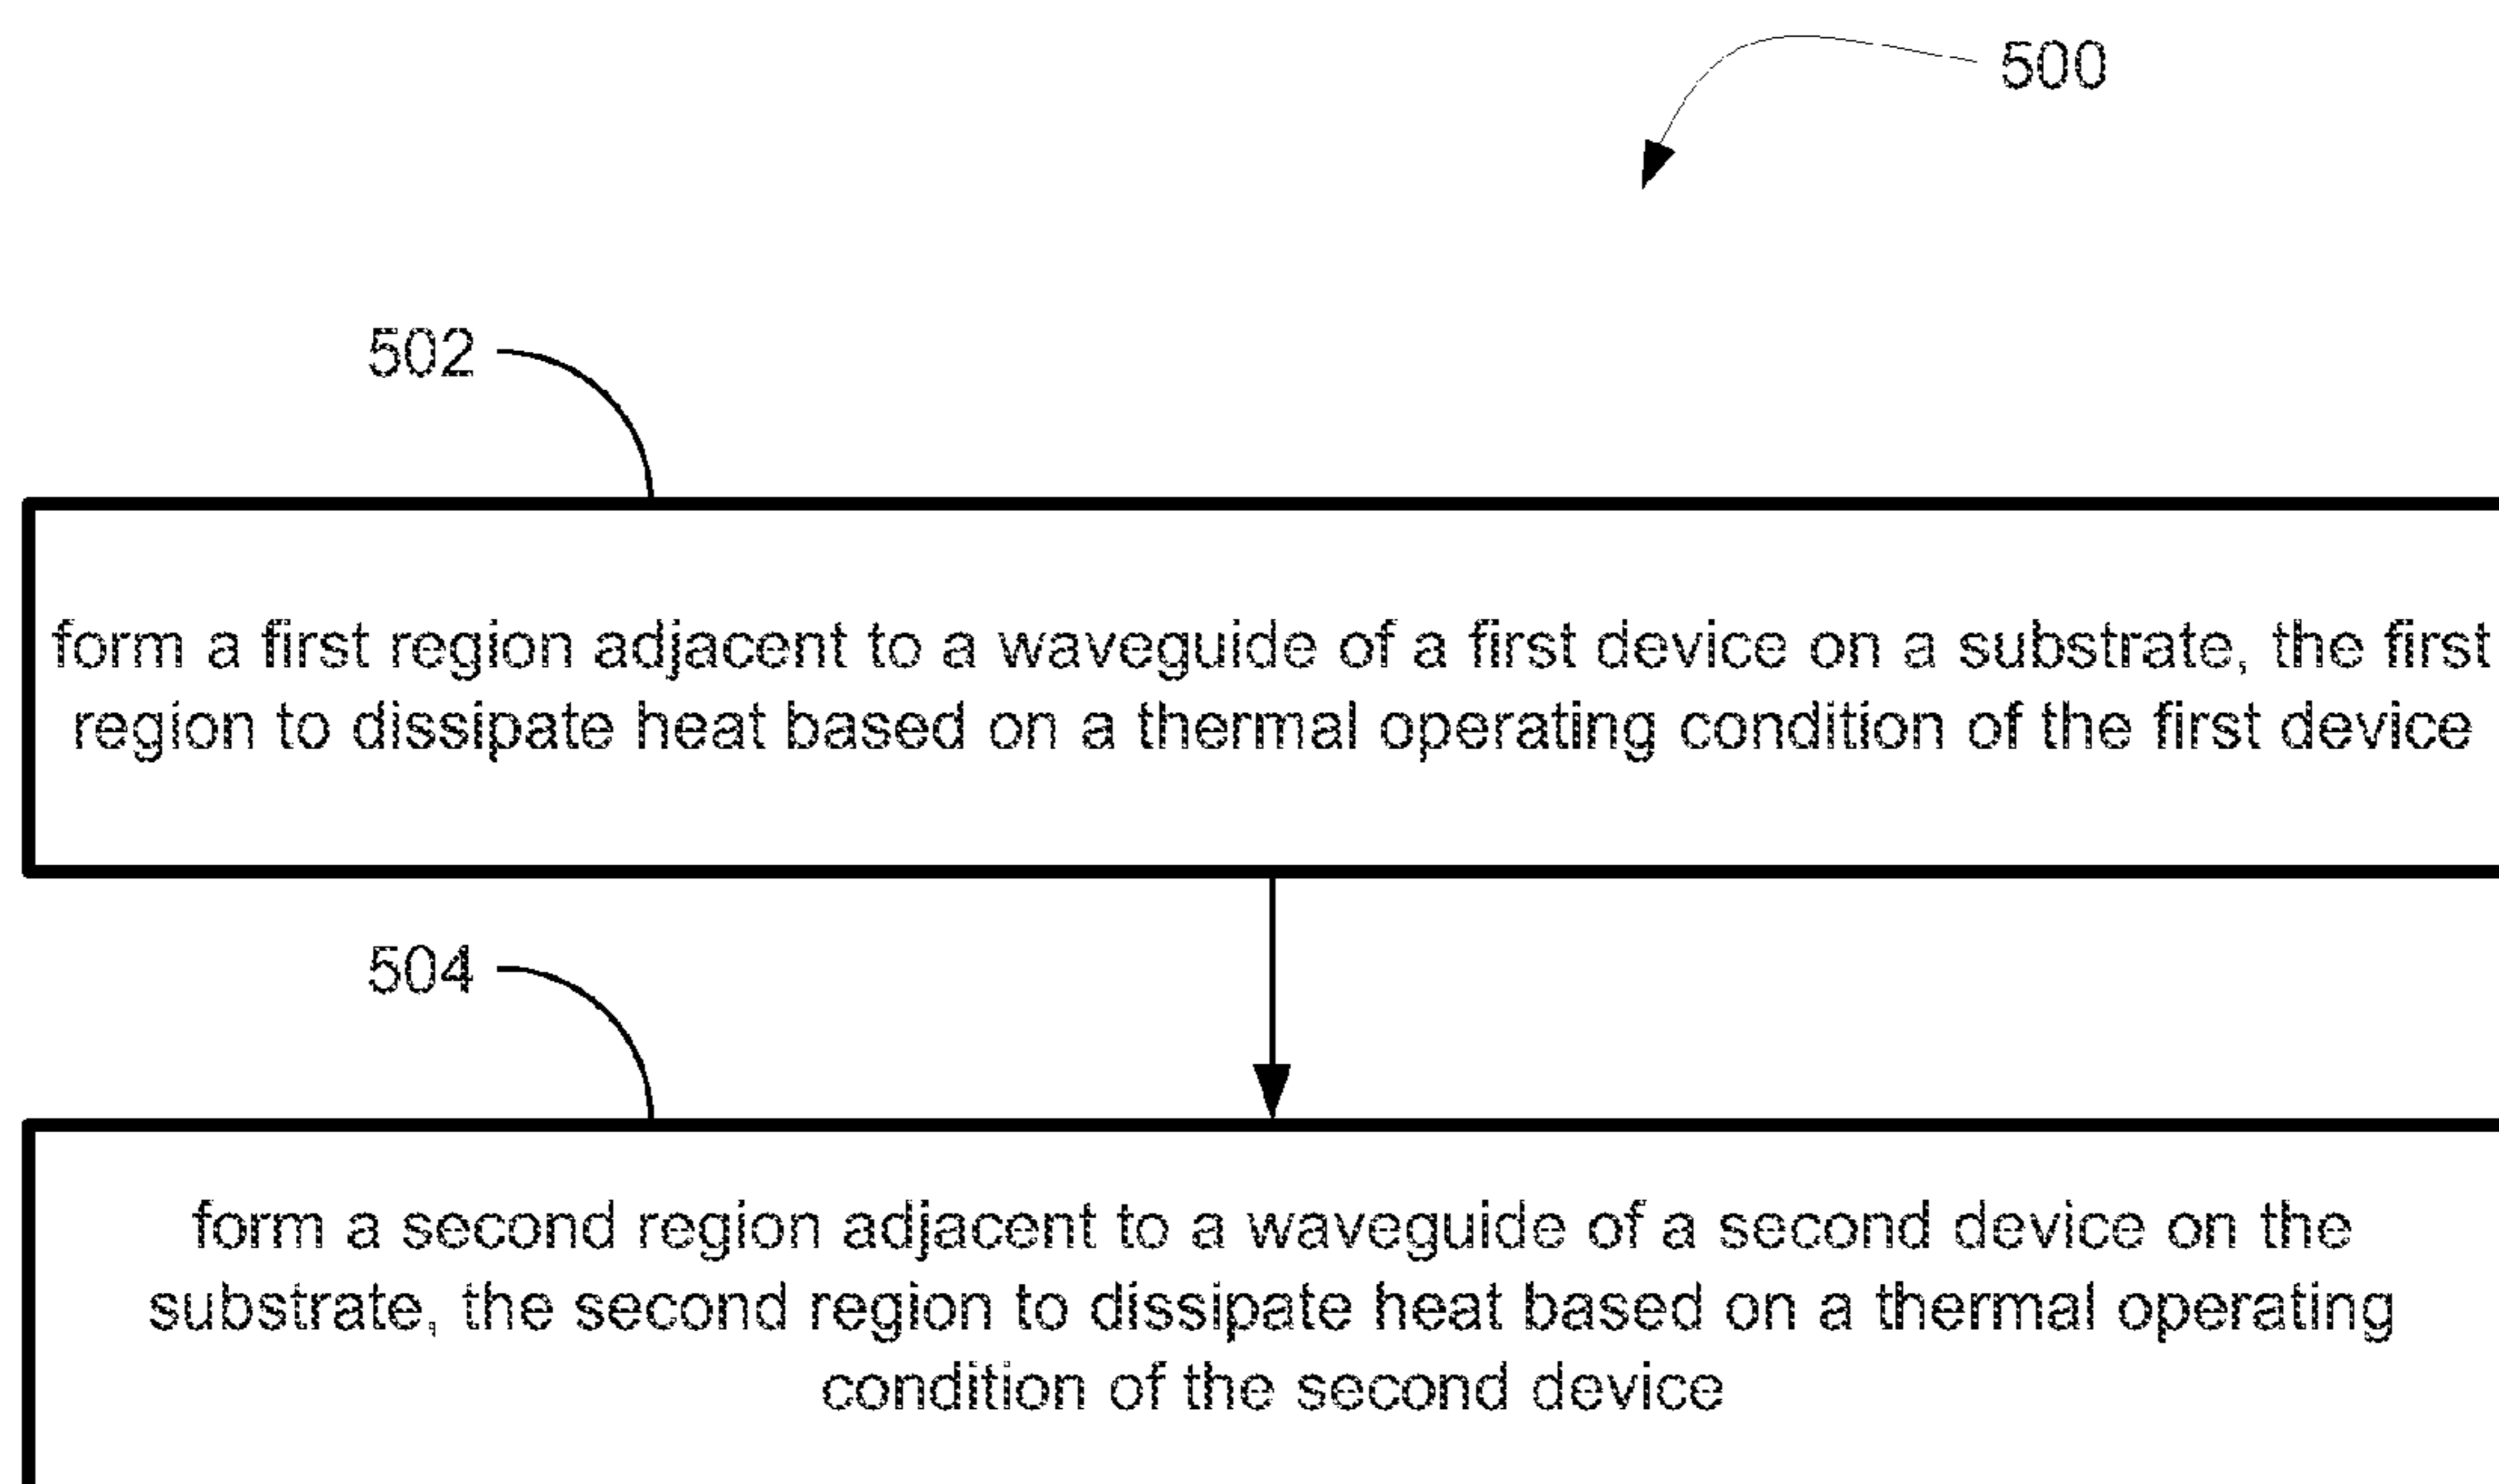 500
502
form a first region adjacent to a waveguide of a first device on a substrate, the first
region to dissipate heat based on a thermal operating condition of the first device
504
form a second region adjacent to a waveguide of a second device on the
substrate, the second region to dissipate heat based on a thermal operating
condition of the second device